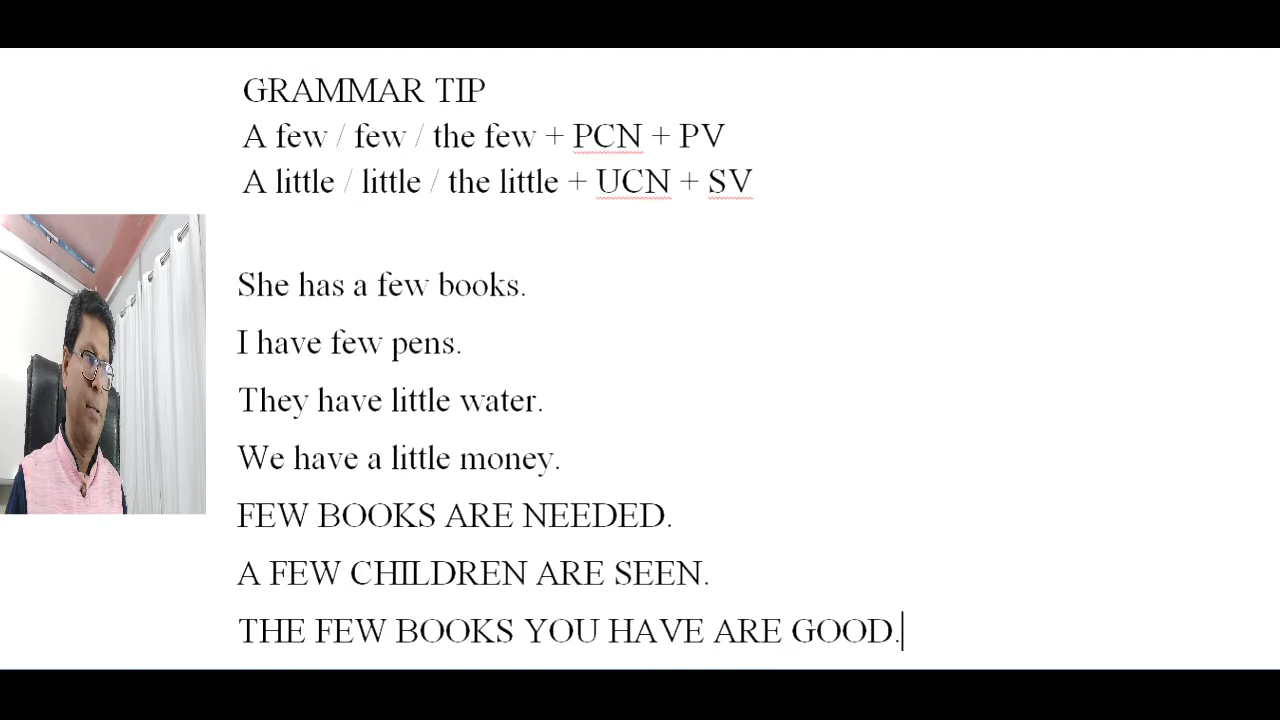 GRAMMAR TIP
A few / few / the few + PCN + PV
A little / little / the little + UCN + SV
She has a few books.
I have few pens.
They have little water.
We have a little money.
FEW BOOKS ARE NEEDED.
A FEW CHILDREN ARE SEEN.
THE FEW BOOKS YOU HAVE ARE GOOD.